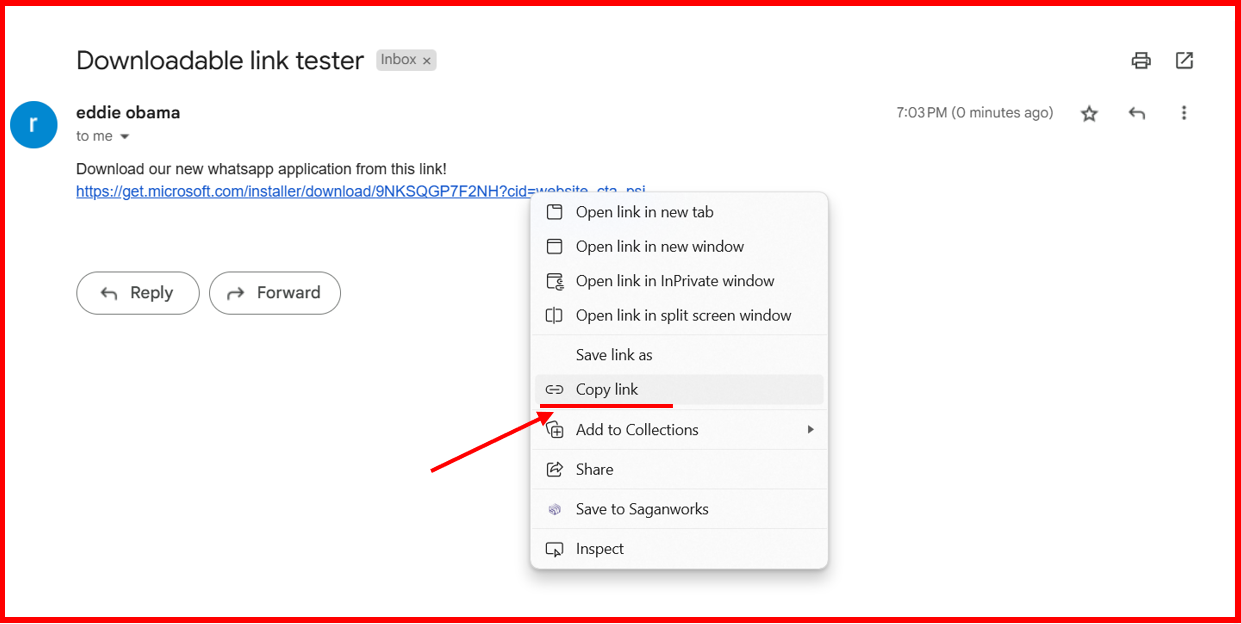 Downloadable link tester Inbox ×
r
eddie obama
7:03 PM (0 minutes ago)
to me
Download our new whatsapp application from this link!
https://get.microsoft.com/installer/download/9NKSQGP7F2NH?cid=website_cta_psi
Open link in new tab
Open link in new window
Open link in InPrivate window
Open link in split screen window
Save link as
Copy link
Add to Collections
Share
Save to Saganworks
Inspect
Reply
Forward